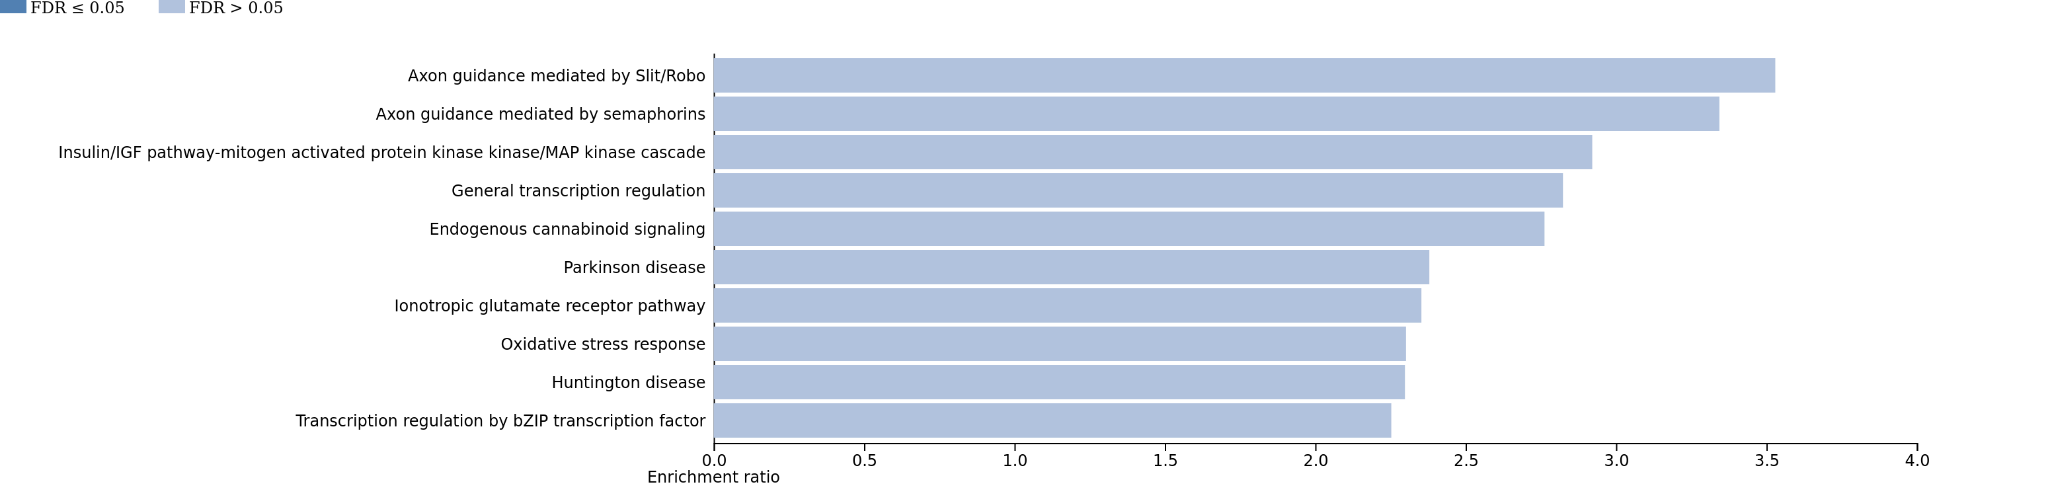 FDR ≤ 0.05 FDR > 0.05
Axon guidance mediated by Slit/Robo
Axon guidance mediated by semaphorins
Insulin/IGF pathway-mitogen activated protein kinase kinase/MAP kinase cascade
General transcription regulation
Endogenous cannabinoid signaling
Parkinson disease
Ionotropic glutamate receptor pathway
Oxidative stress response
Huntington disease
Transcription regulation by bZIP transcription factor
0.0 0.5 1.0 1.5 2.0 2.5 3.0 3.5 4.0
Enrichment ratio